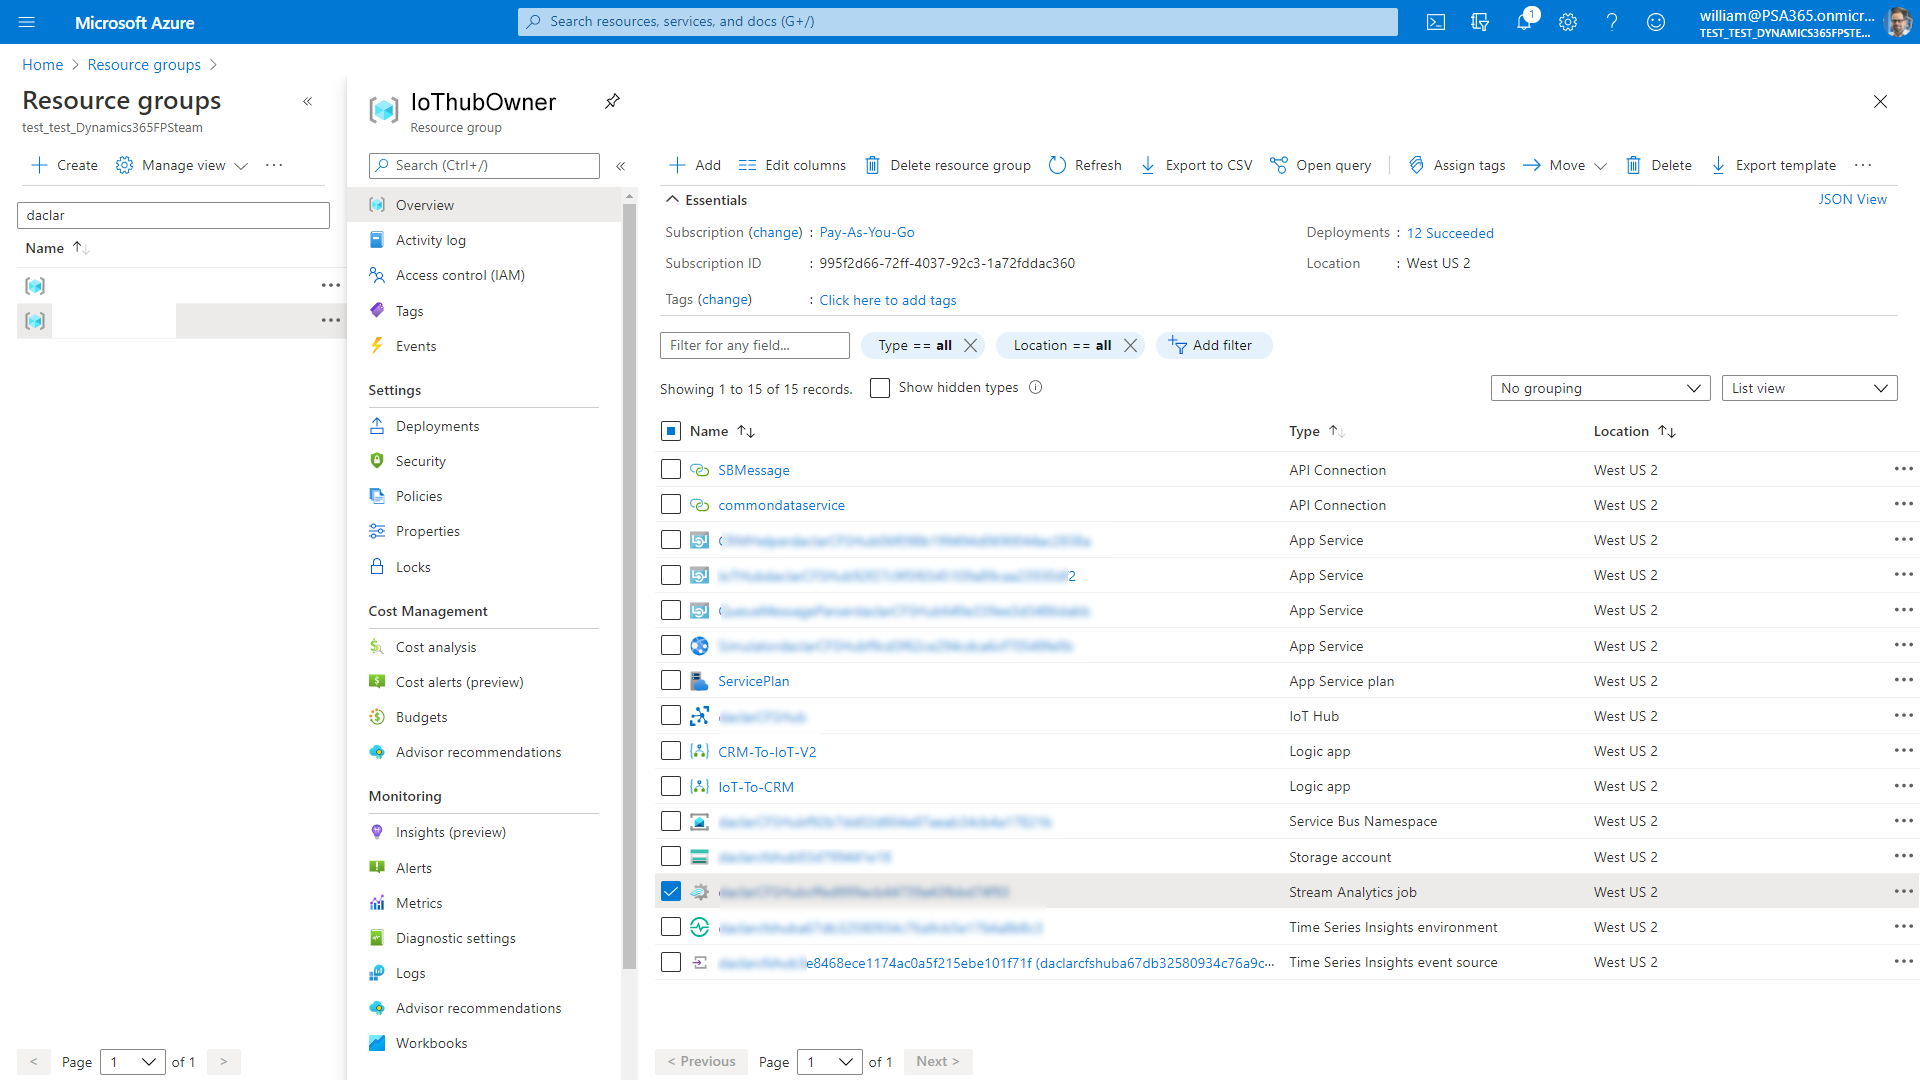 Microsoft Azure
Search resources, services, and docs (G+/)
1
william@PSA365.onmicr...
TEST_TEST_DYNAMICS365FPSTE...
Home > Resource groups >
Resource groups
test_test_Dynamics365FPSteam
Create
Manage view
daclar
Name
< Page 1 of 1 >
IoThubOwner
Resource group
Search (Ctrl+/)
Overview
Activity log
Access control (IAM)
Tags
Events
Settings
Deployments
Security
Policies
Properties
Locks
Cost Management
Cost analysis
Cost alerts (preview)
Budgets
Advisor recommendations
Monitoring
Insights (preview)
Alerts
Metrics
Diagnostic settings
Logs
Advisor recommendations
Workbooks
Add Edit columns Delete resource group Refresh Export to CSV Open query Assign tags Move Delete Export template
Essentials
JSON View
Subscription (change) : Pay-As-You-Go
Deployments : 12 Succeeded
Subscription ID : 995f2d66-72ff-4037-92c3-1a72fddac360
Location : West US 2
Tags (change) : Click here to add tags
Filter for any field... Type == all Location == all Add filter
Showing 1 to 15 of 15 records. Show hidden types
No grouping List view
Name Type Location
SBMessage API Connection West US 2
commondataservice API Connection West US 2
App Service West US 2
App Service West US 2
App Service West US 2
App Service West US 2
ServicePlan App Service plan West US 2
IoT Hub West US 2
CRM-To-IoT-V2 Logic app West US 2
IoT-To-CRM Logic app West US 2
Service Bus Namespace West US 2
Storage account West US 2
Stream Analytics job West US 2
Time Series Insights environment West US 2
e8468ece1174ac0a5f215ebe101f71f (daclarcfshuba67db32580934c76a9c... Time Series Insights event source West US 2
< Previous Page 1 of 1 Next >